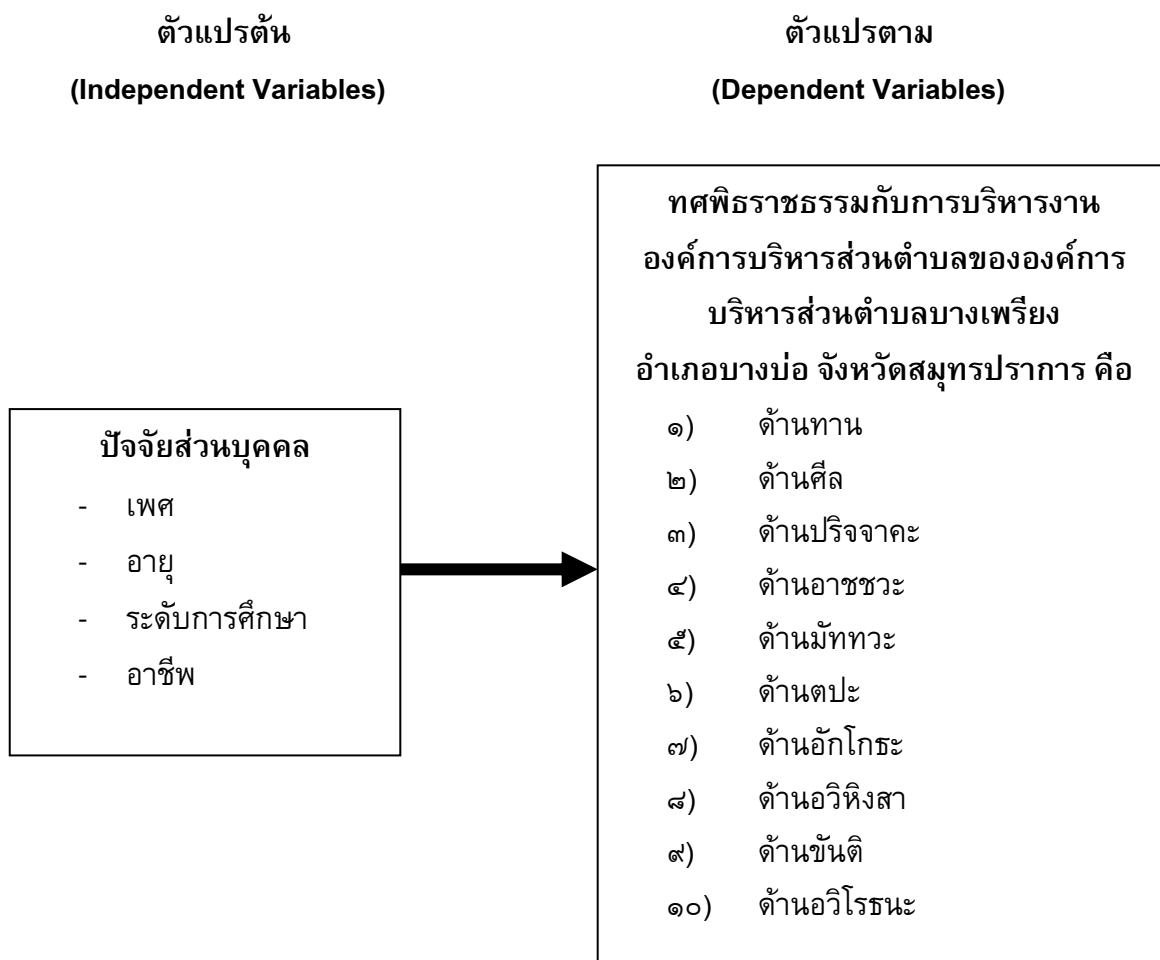 ตัวแปรต้น
(Independent Variables)
ตัวแปรตาม
(Dependent Variables)
ปัจจัยส่วนบุคคล
- เพศ
- อายุ
- ระดับการศึกษา
- อาชีพ
ทศพิธราชธรรมกับการบริหารงาน
องค์การบริหารส่วนตำบลขององค์การ
บริหารส่วนตำบลบางเพรียง
อำเภอบางบ่อ จังหวัดสมุทรปราการ คือ
๑) ด้านทาน
๒) ด้านศีล
๓) ด้านปริจจาคะ
๔) ด้านอาชชวะ
๕) ด้านมัททวะ
๖) ด้านตปะ
๗) ด้านอักโกธะ
๘) ด้านอวิหิงสา
๙) ด้านขันติ
๑๐) ด้านอวิโรธนะ